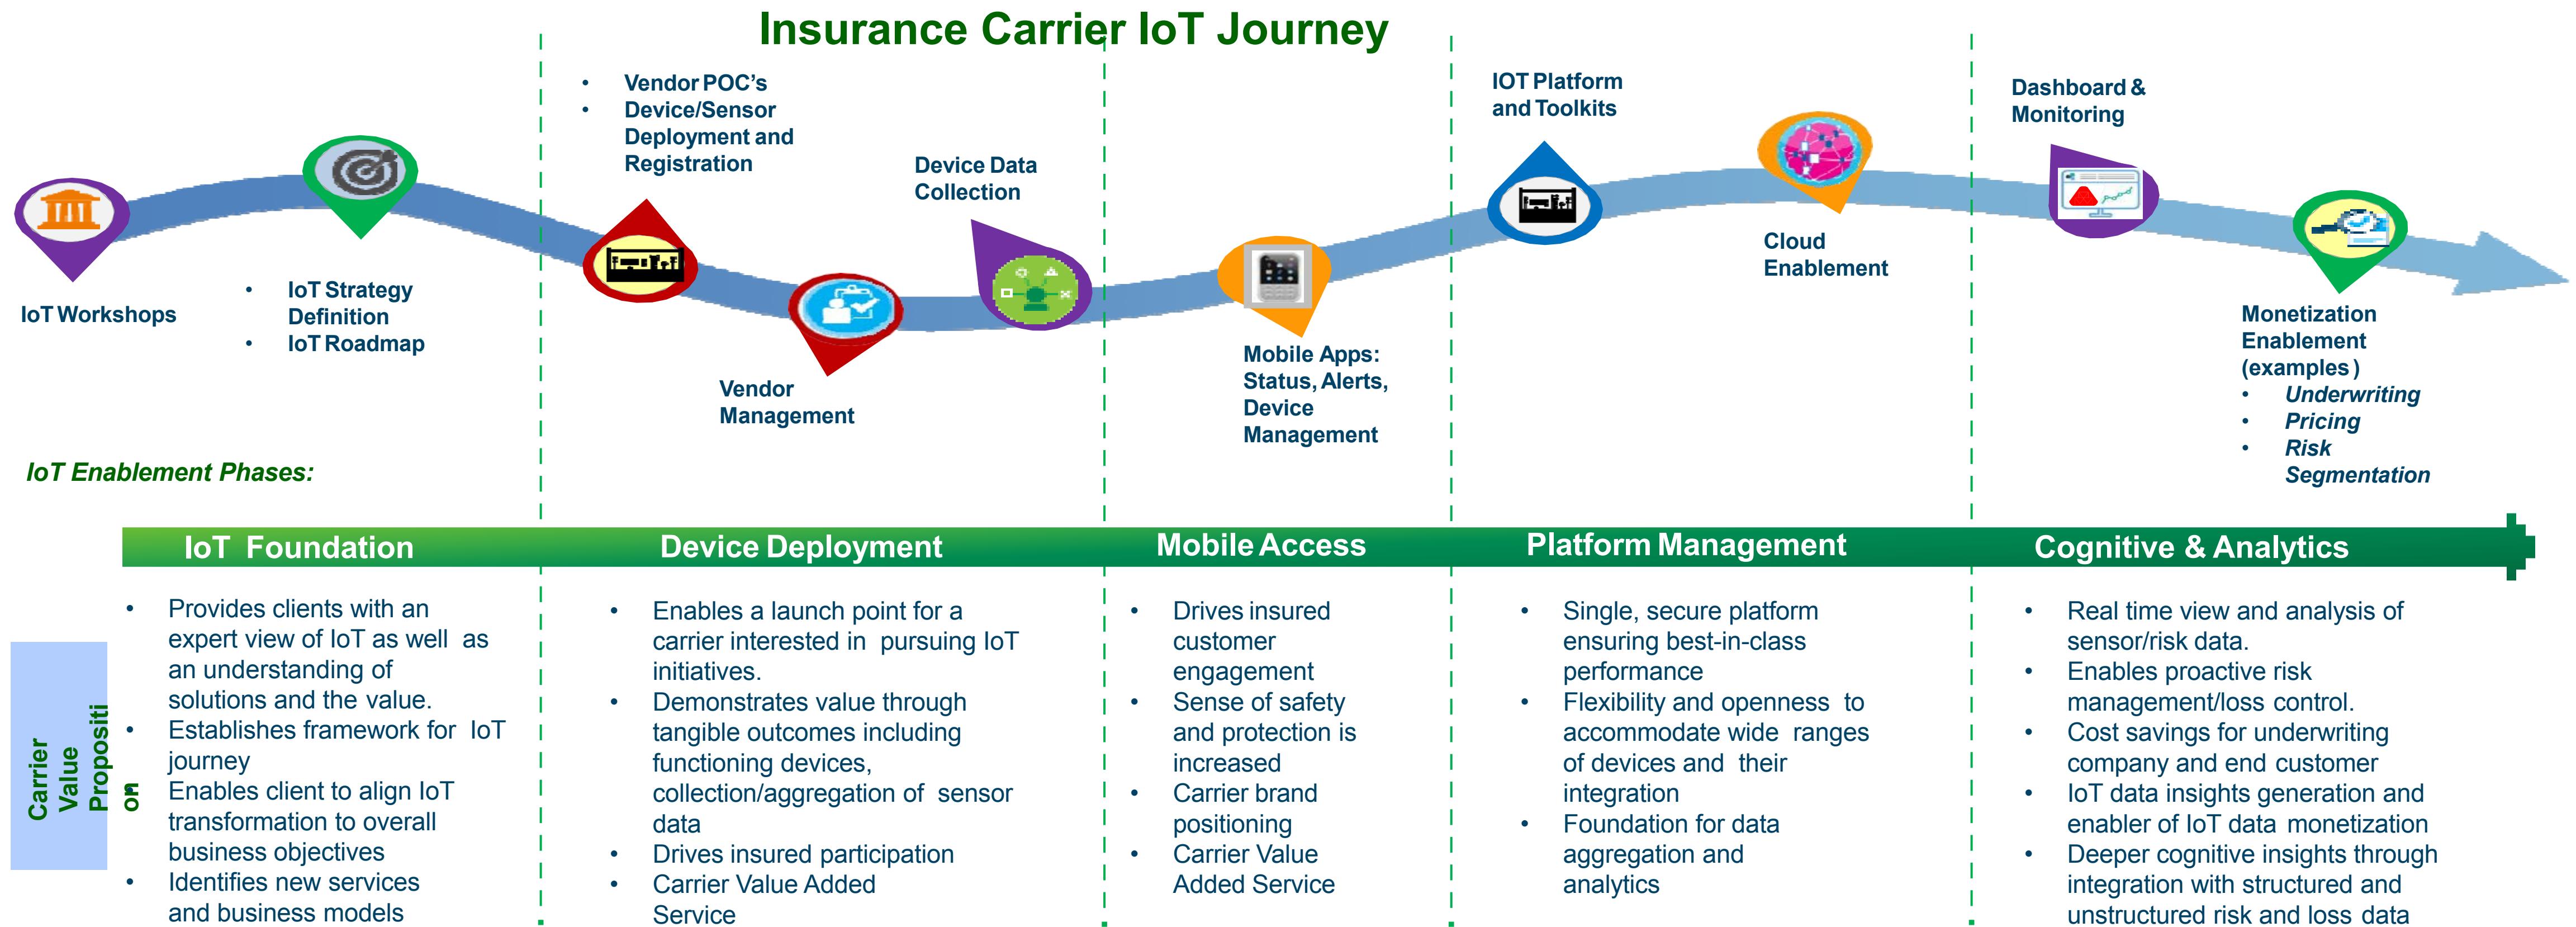 Insurance Carrier IoT Journey
IoT Workshops
• IoT Strategy
Definition
• IoT Roadmap
• Vendor POC’s
• Device/Sensor
Deployment and
Registration
Vendor
Management
Device Data
Collection
Mobile Apps:
Status, Alerts,
Device
Management
IOT Platform
and Toolkits
Cloud
Enablement
Dashboard &
Monitoring
Monetization
Enablement
(examples )
• Underwriting
• Pricing
• Risk
Segmentation
IoT Enablement Phases:
IoT Foundation
Device Deployment
Mobile Access
Platform Management
Cognitive & Analytics
Carrier
Value
Propositi
on
• Provides clients with an
expert view of IoT as well as
an understanding of
solutions and the value.
• Establishes framework for IoT
journey
• Enables client to align IoT
transformation to overall
business objectives
• Identifies new services
and business models
• Enables a launch point for a
carrier interested in pursuing IoT
initiatives.
• Demonstrates value through
tangible outcomes including
functioning devices,
collection/aggregation of sensor
data
• Drives insured participation
• Carrier Value Added
Service
• Drives insured
customer
engagement
• Sense of safety
and protection is
increased
• Carrier brand
positioning
• Carrier Value
Added Service
• Single, secure platform
ensuring best-in-class
performance
• Flexibility and openness to
accommodate wide ranges
of devices and their
integration
• Foundation for data
aggregation and
analytics
• Real time view and analysis of
sensor/risk data.
• Enables proactive risk
management/loss control.
• Cost savings for underwriting
company and end customer
• IoT data insights generation and
enabler of IoT data monetization
• Deeper cognitive insights through
integration with structured and
unstructured risk and loss data